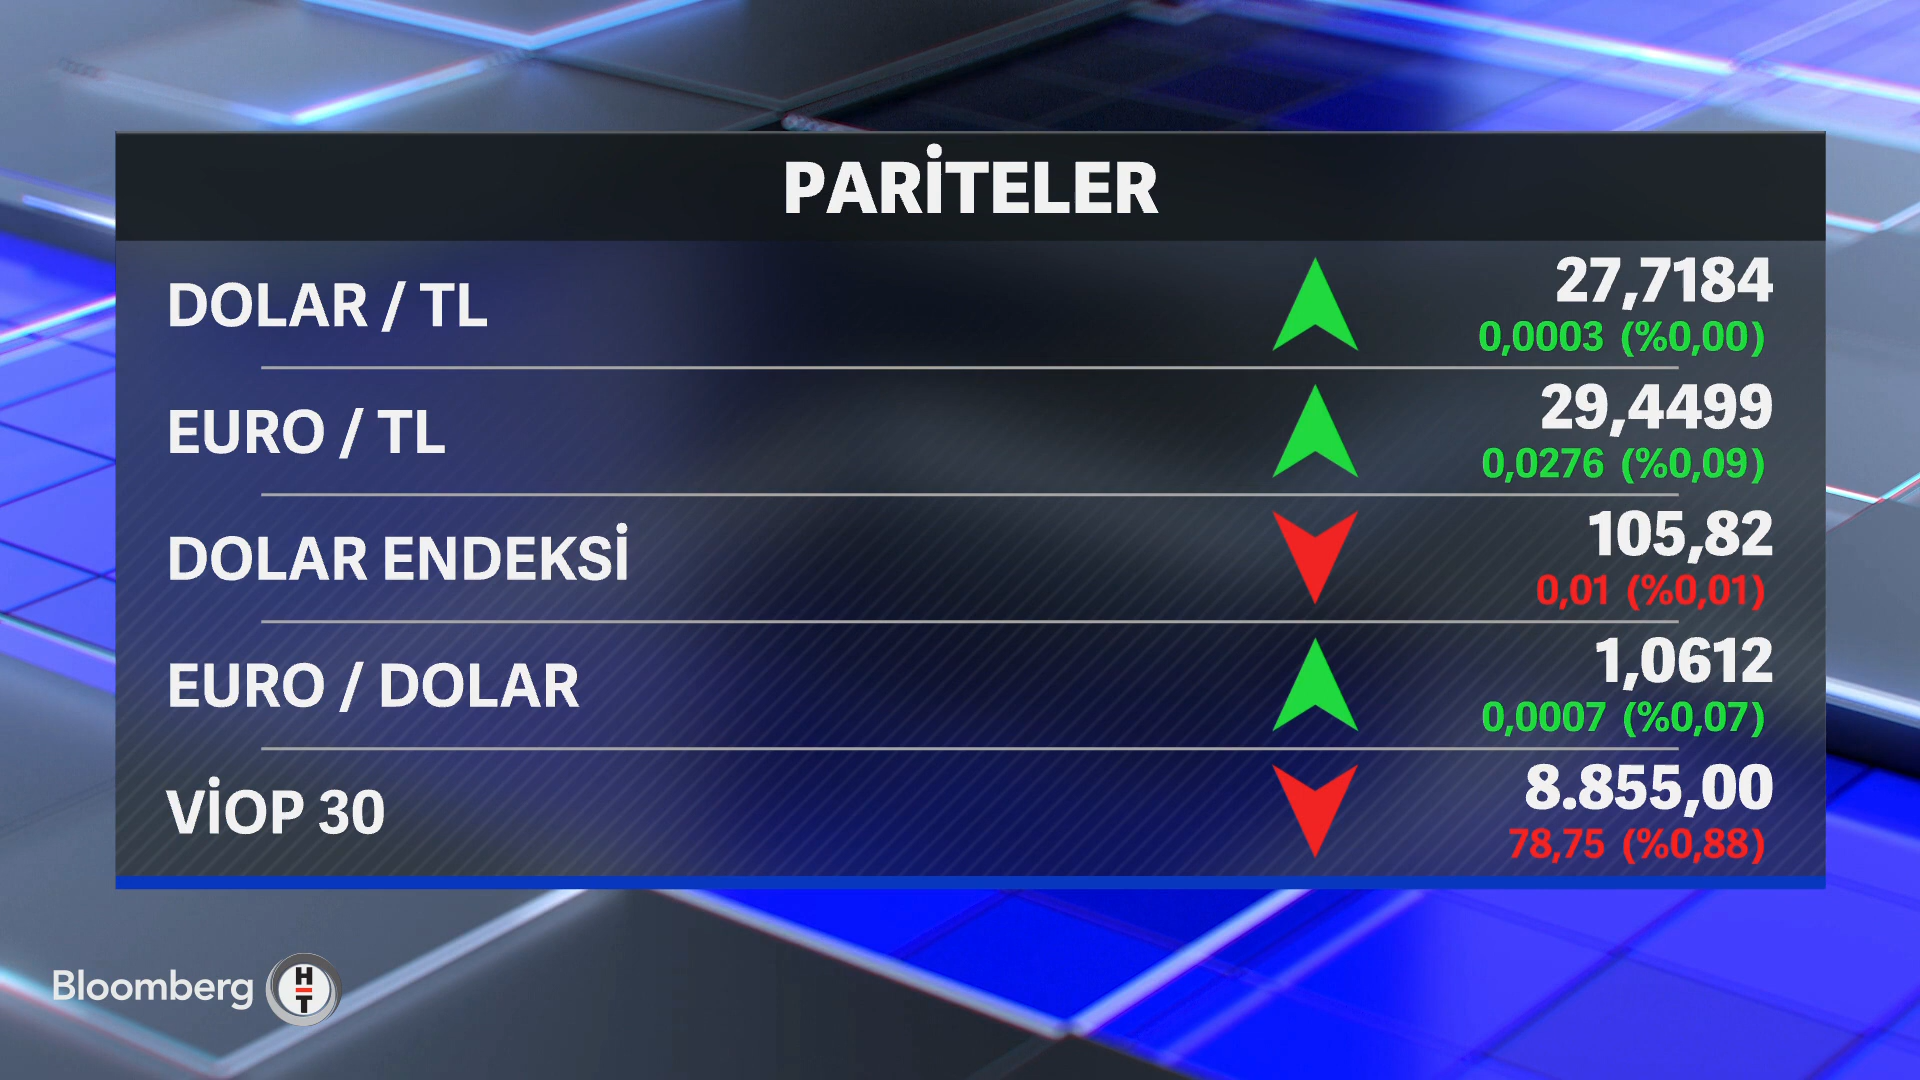 PARİTELER
DOLAR / TL
27,7184
0,0003 (%0,00)
EURO / TL
29,4499
0,0276 (%0,09)
DOLAR ENDEKSİ
105,82
0,01 (%0,01)
EURO / DOLAR
1,0612
0,0007 (%0,07)
VİOP 30
8.855,00
78,75 (%0,88)
Bloomberg HT